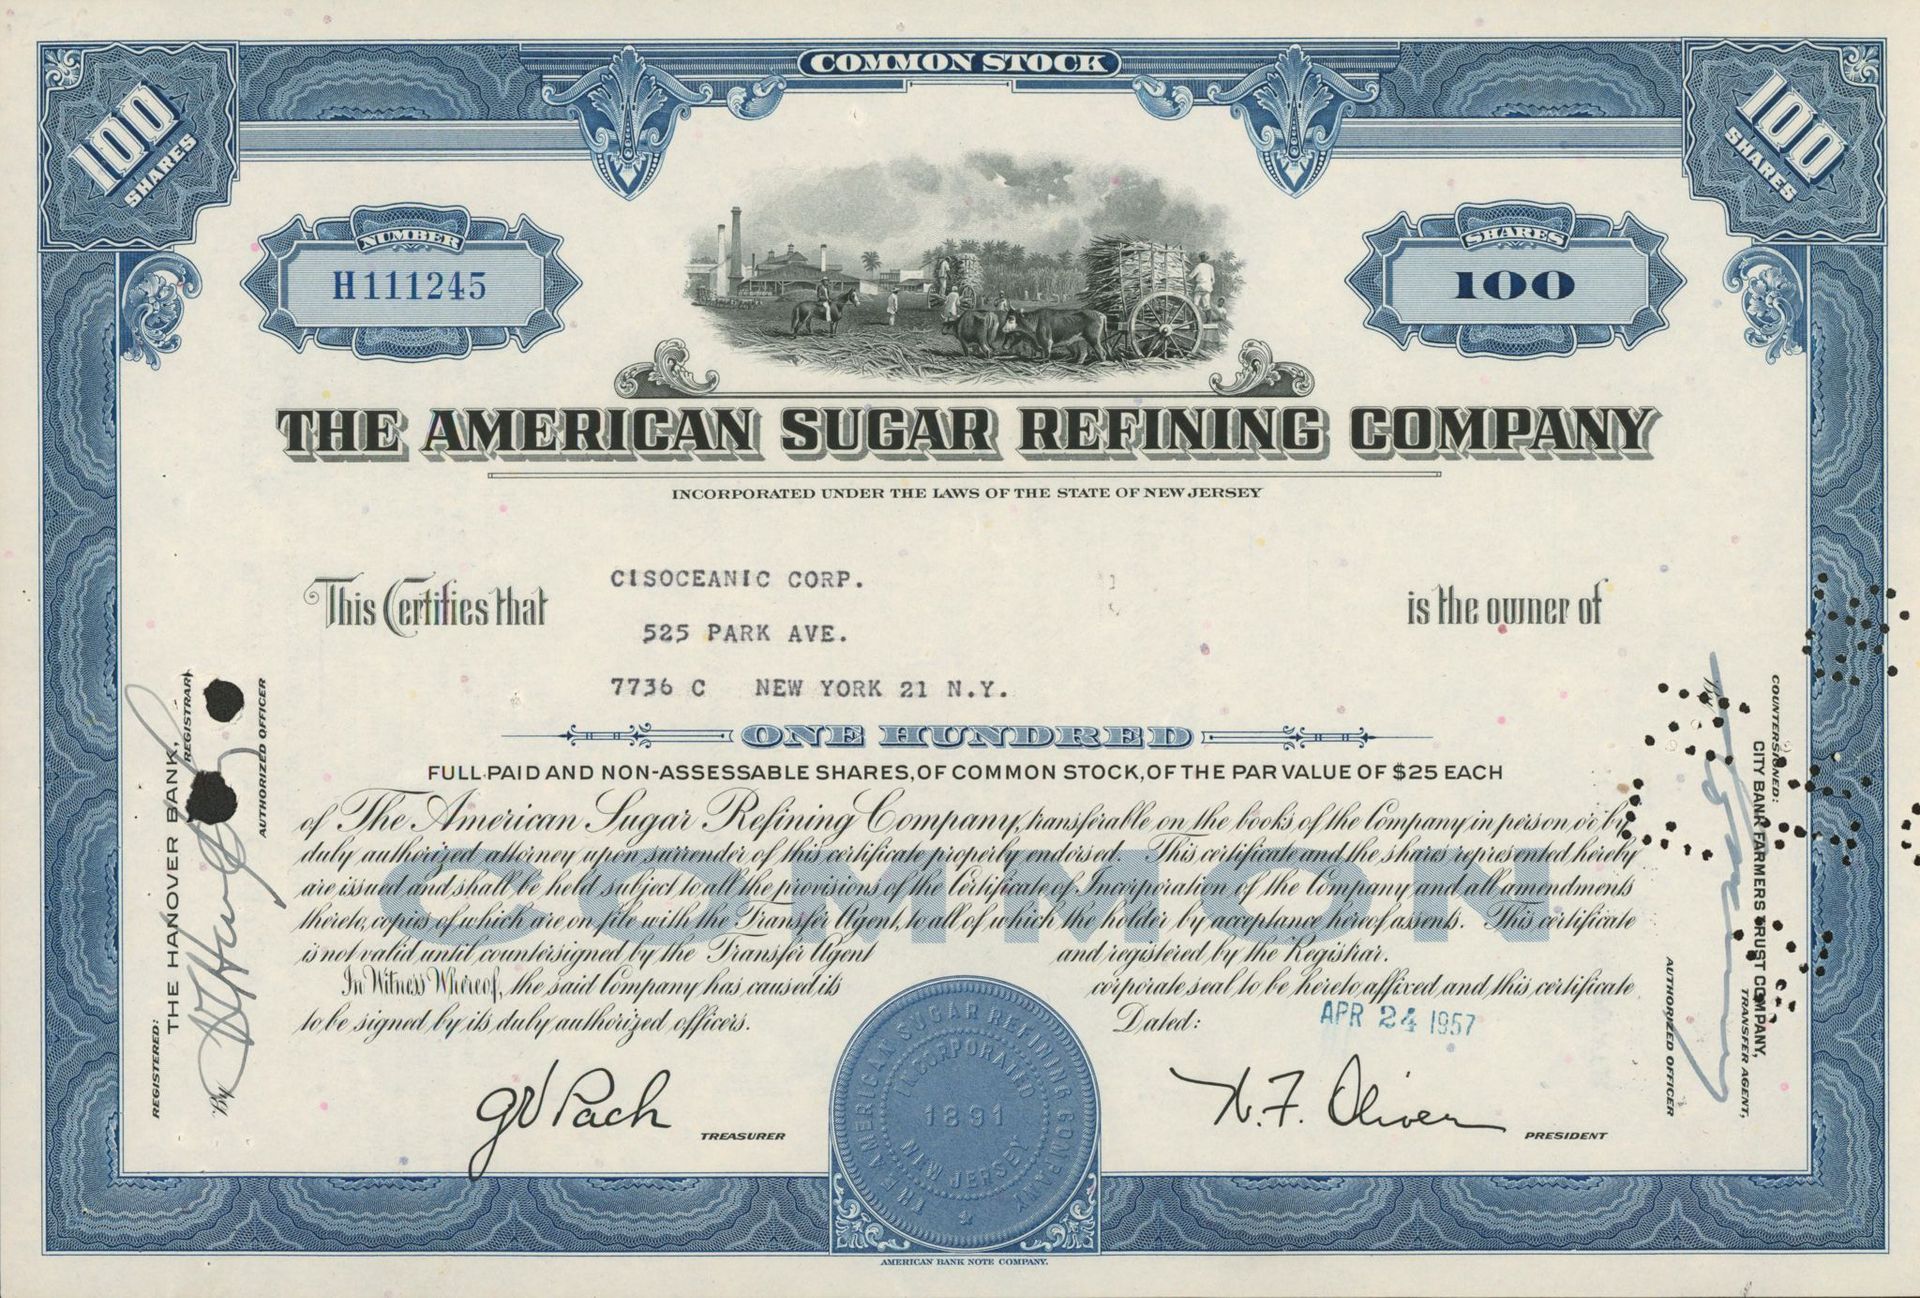 COMMON STOCK
100 SHARES
100 SHARES
NUMBER
H111245
SHARES
100
THE AMERICAN SUGAR REFINING COMPANY
INCORPORATED UNDER THE LAWS OF THE STATE OF NEW JERSEY
This Certifies that
CISOCEANIC CORP.
525 PARK AVE.
7736 C NEW YORK 21 N.Y.
is the owner of
ONE HUNDRED
FULL-PAID AND NON-ASSESSABLE SHARES, OF COMMON STOCK, OF THE PAR VALUE OF $25 EACH
of The American Sugar Refining Company, transferable on the books of the Company in person or by
duly authorized attorney upon surrender of this certificate properly endorsed. This certificate and the shares represented hereby
are issued and shall be held subject to all the provisions of the Certificate of Incorporation of the Company and all amendments
thereto, copies of which are on file with the Transfer Agent, to all of which the holder by acceptance hereof assents. This certificate
is not valid until countersigned by the Transfer Agent and registered by the Registrar.
In Witness Whereof, the said Company has caused its corporate seal to be hereto affixed and this certificate
to be signed by its duly authorized officers. Dated: APR 24 1957
COMMON
G V Pach
TREASURER
THE AMERICAN SUGAR REFINING COMPANY
INCORPORATED
1891
NEW JERSEY
W. F. Oliver
PRESIDENT
REGISTERED:
THE HANOVER BANK,
REGISTRAR
By
AUTHORIZED OFFICER
COUNTERSIGNED:
CITY BANK FARMERS TRUST COMPANY,
TRANSFER AGENT,
By
AUTHORIZED OFFICER
AMERICAN BANK NOTE COMPANY.